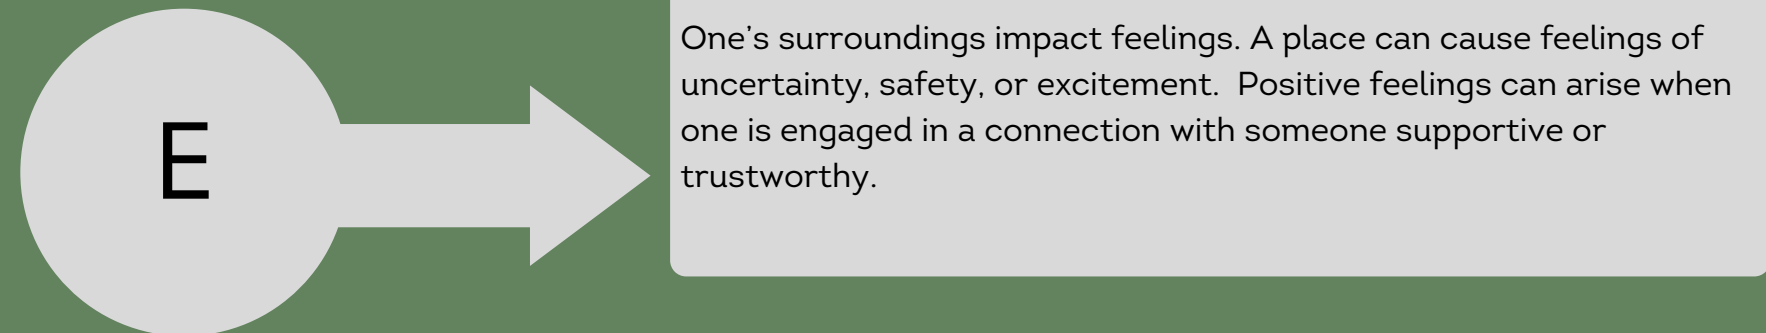 E
One’s surroundings impact feelings. A place can cause feelings of
uncertainty, safety, or excitement.  Positive feelings can arise when
one is engaged in a connection with someone supportive or
trustworthy.